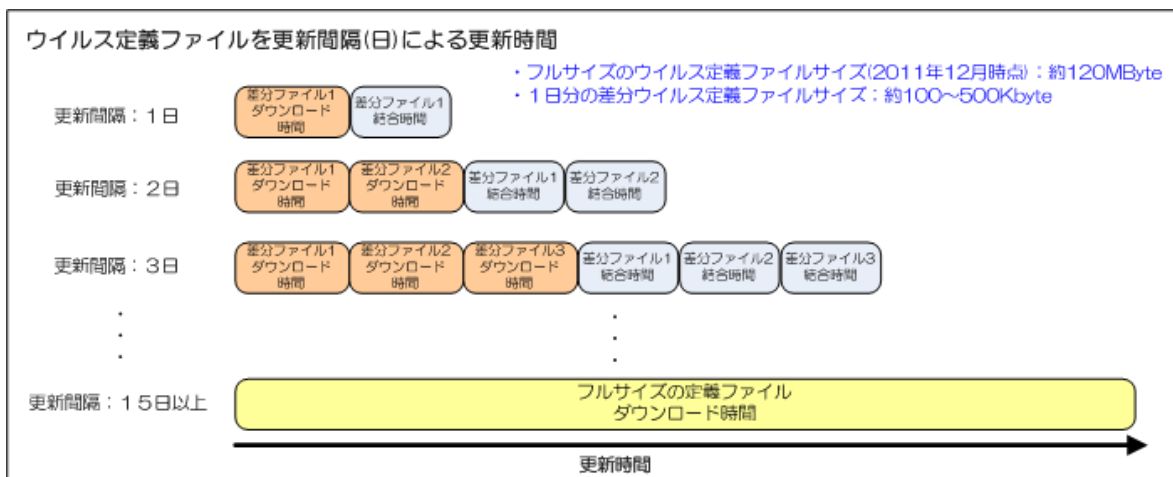 ウイルス定義ファイルを更新間隔(日)による更新時間
・フルサイズのウイルス定義ファイルサイズ(2011年12月時点)：約120MByte
・1日分の差分ウイルス定義ファイルサイズ：約100～500Kbyte
更新間隔：1日
差分ファイル1
ダウンロード
時間
差分ファイル1
結合時間
更新間隔：2日
差分ファイル1
ダウンロード
時間
差分ファイル2
ダウンロード
時間
差分ファイル1
結合時間
差分ファイル2
結合時間
更新間隔：3日
差分ファイル1
ダウンロード
時間
差分ファイル2
ダウンロード
時間
差分ファイル3
ダウンロード
時間
差分ファイル1
結合時間
差分ファイル2
結合時間
差分ファイル3
結合時間
更新間隔：15日以上
フルサイズの定義ファイル
ダウンロード時間
更新時間